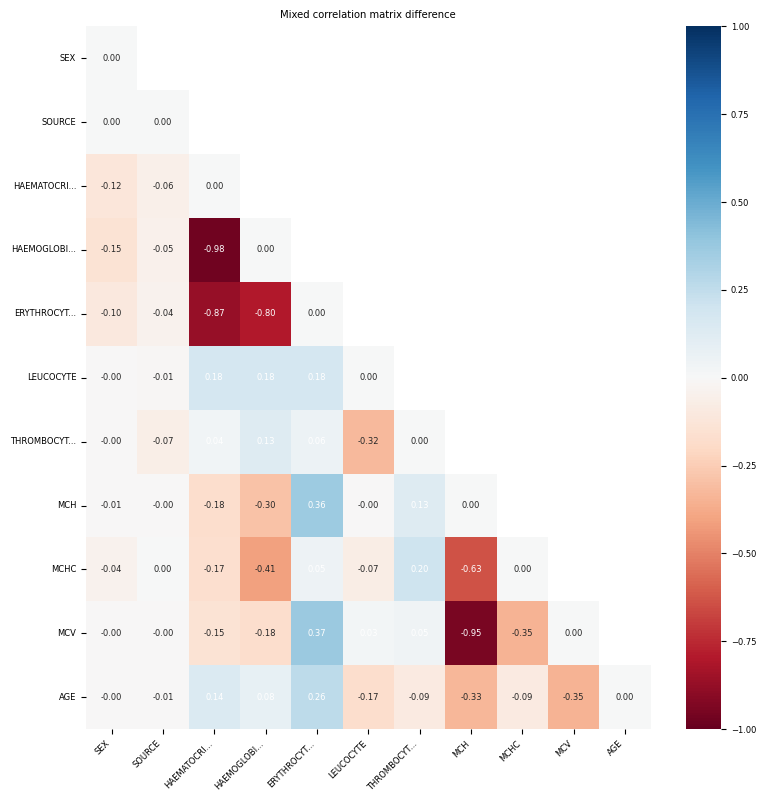 Mixed correlation matrix difference
SEX 0.00
SOURCE 0.00 0.00
HAEMATOCRI... -0.12 -0.06 0.00
HAEMOGLOBI... -0.15 -0.05 -0.98 0.00
ERYTHROCYT... -0.10 -0.04 -0.87 -0.80 0.00
LEUCOCYTE -0.00 -0.01 0.18 0.19 0.18 0.00
THROMBOCYT... -0.00 -0.07 0.04 0.13 -0.32 0.00
MCH -0.01 -0.00 -0.18 -0.30 0.36 -0.00 0.13 0.00
MCHC -0.04 0.00 -0.17 -0.41 0.05 -0.07 0.20 -0.63 0.00
MCV -0.00 -0.00 -0.15 -0.18 0.37 -0.95 -0.35 0.00
AGE -0.00 -0.01 0.14 0.26 -0.17 -0.09 -0.33 -0.09 -0.35 0.00
SEX SOURCE HAEMATOCRI... HAEMOGLOBI... ERYTHROCYT... LEUCOCYTE THROMBOCYT... MCH MCHC MCV AGE
1.00
0.75
0.50
0.25
0.00
−0.25
−0.50
−0.75
−1.00